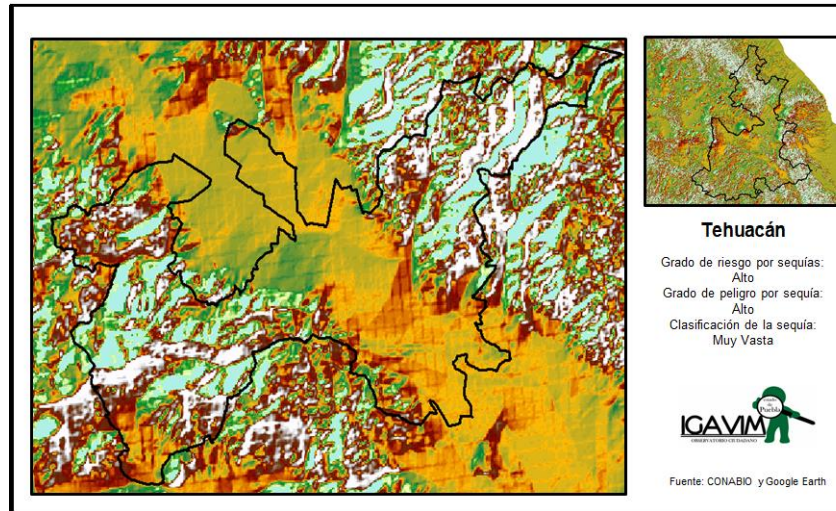 Tehuacán
Grado de riesgo por sequías:
Alto
Grado de peligro por sequía:
Alto
Clasificación de la sequía:
Muy Vasta
Puebla
IGAVIM
OBSERVATORIO CIUDADANO
Fuente: CONABIO y Google Earth